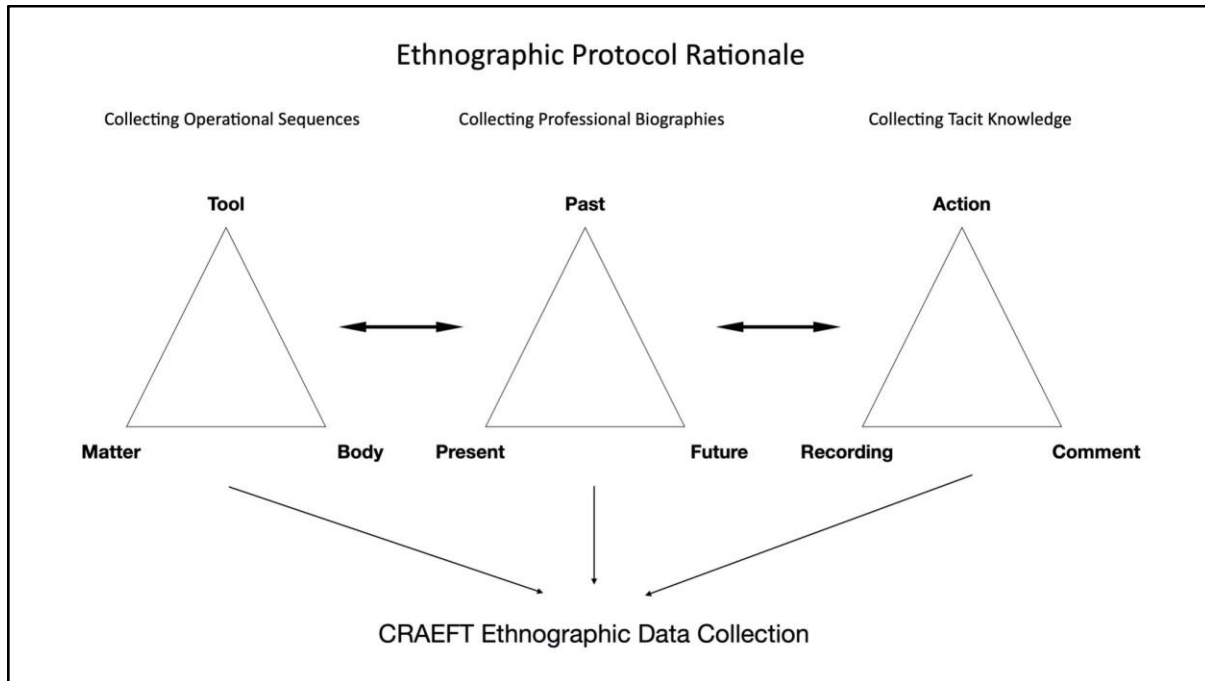 Ethnographic Protocol Rationale
Collecting Operational Sequences
Collecting Professional Biographies
Collecting Tacit Knowledge
Tool
Past
Action
Matter
Body
Present
Future
Recording
Comment
CRAEFT Ethnographic Data Collection